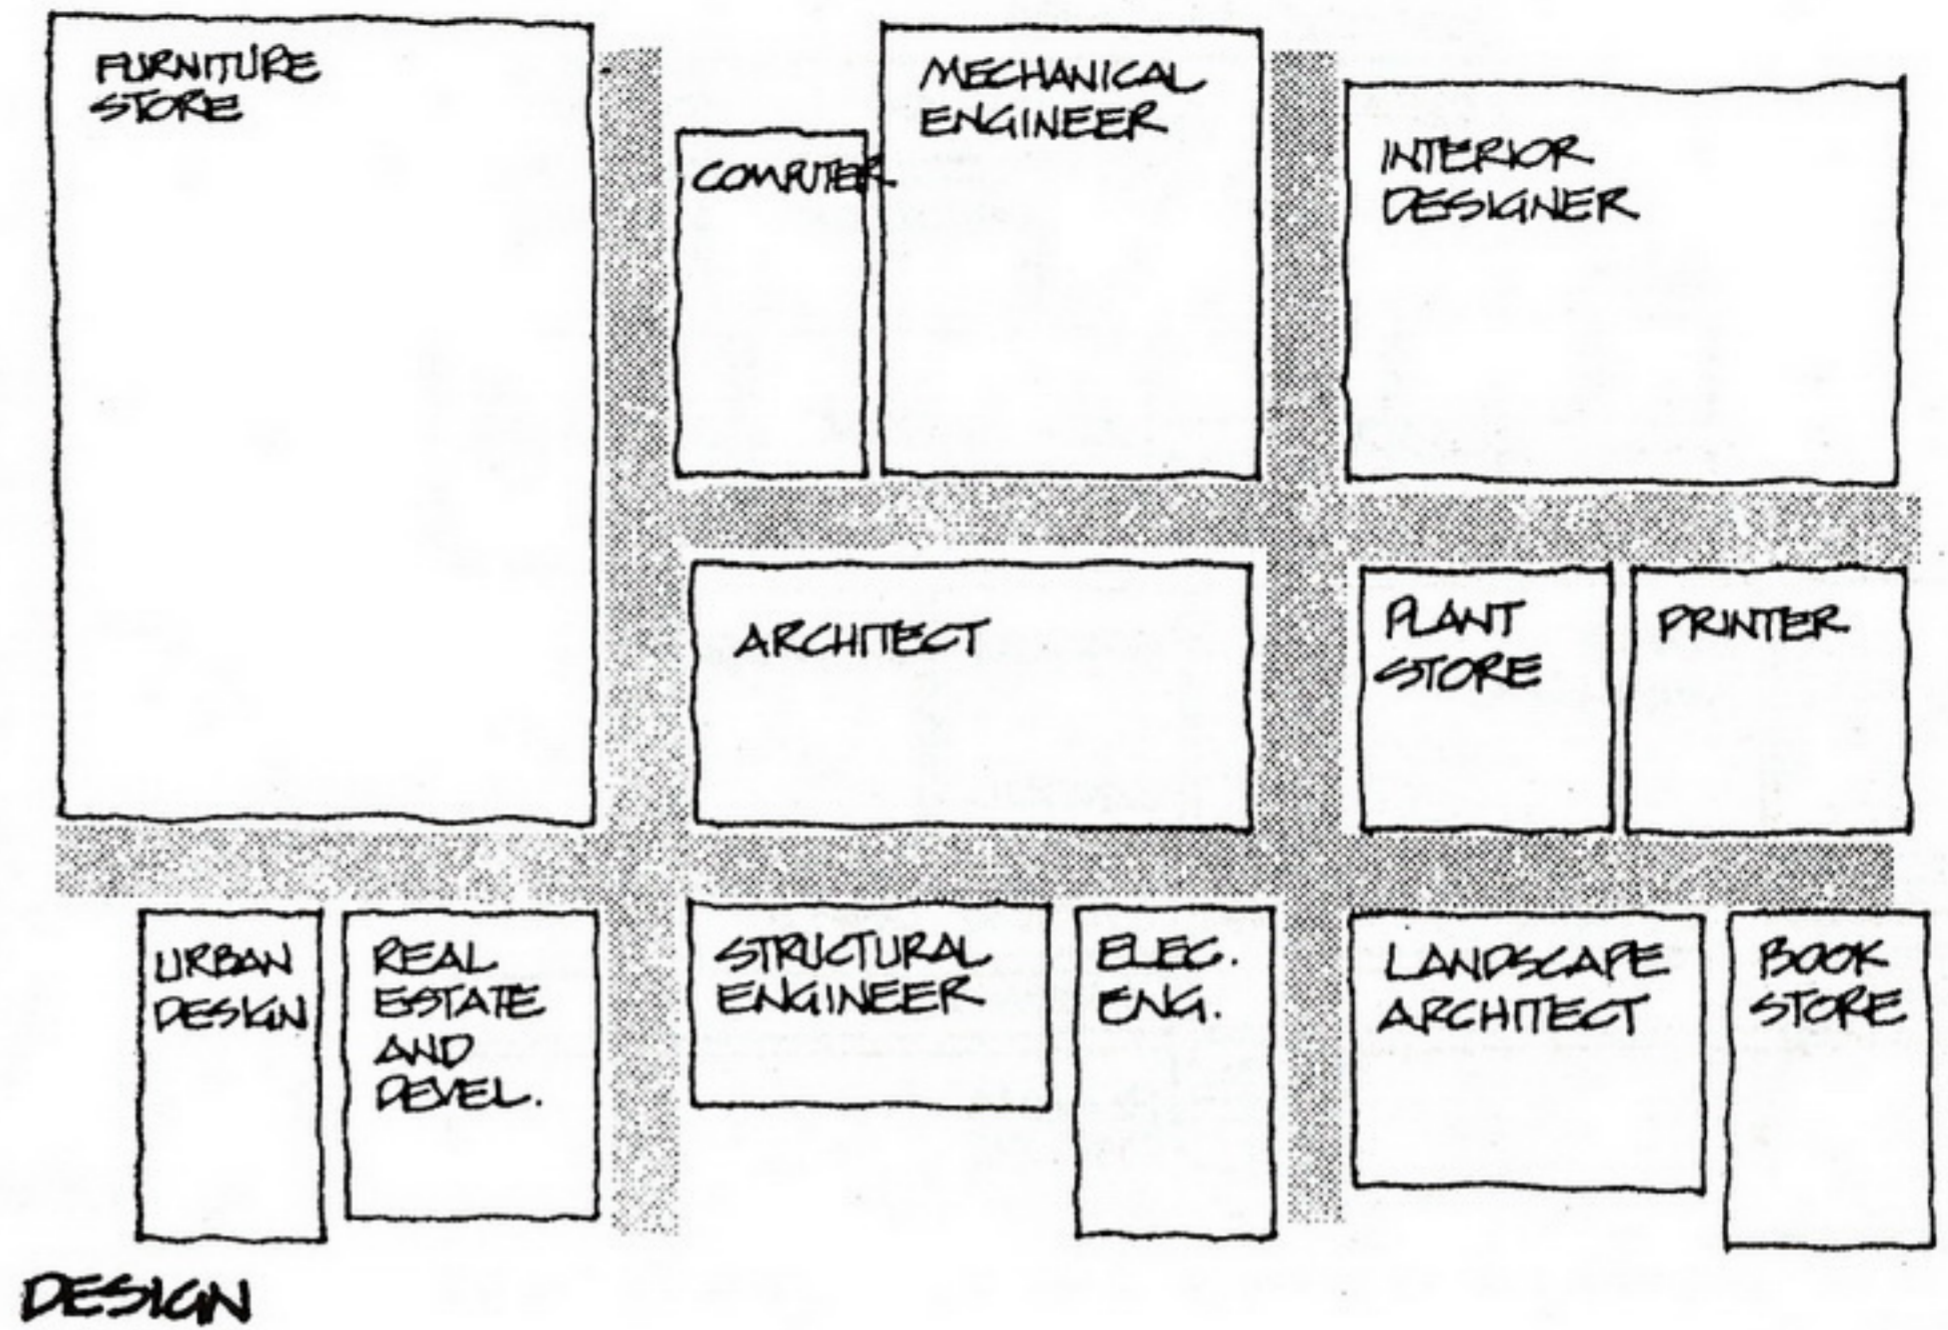 FURNITURE
STORE
COMPUTER
MECHANICAL
ENGINEER
INTERIOR
DESIGNER
ARCHITECT
PLANT
STORE
PRINTER
URBAN
DESIGN
REAL
ESTATE
AND
DEVEL.
STRUCTURAL
ENGINEER
ELEC.
ENG.
LANDSCAPE
ARCHITECT
BOOK
STORE
DESIGN